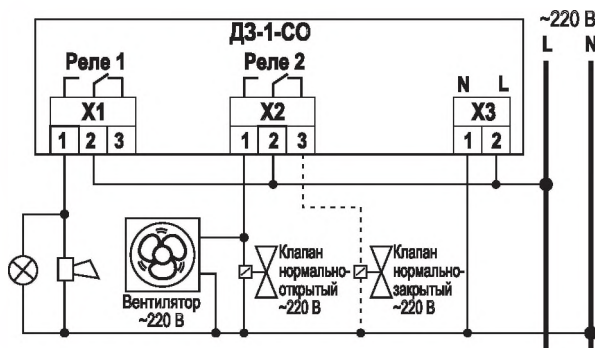 ДЗ-1-СО
~220 В
L N
Реле 1
Реле 2
N L
X1
X2
X3
1 2 3
1 2 3
1 2
Вентилятор
~220 В
Клапан
нормально-
открытый
~220 В
Клапан
нормально-
закрытый
~220 В